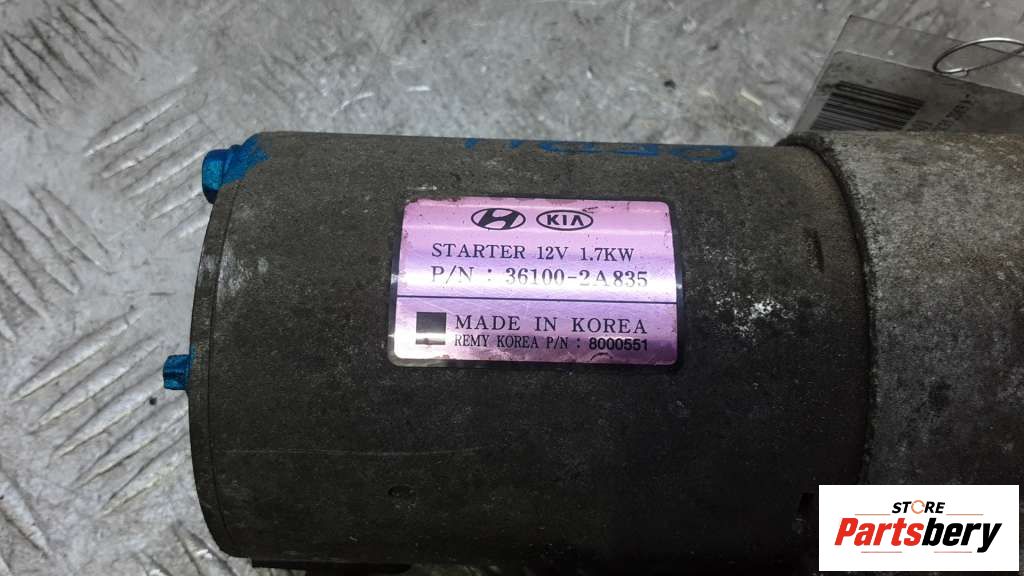 KIA
STARTER 12V 1.7KW
P/N : 36100-2A835
MADE IN KOREA
REMY KOREA P/N : 8000551
STORE
Partsbery